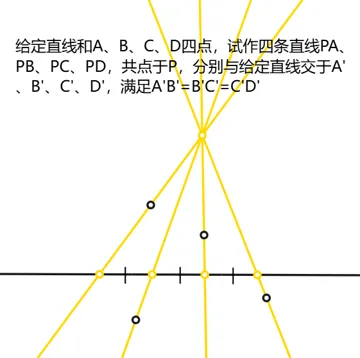 给定直线和A、B、C、D四点，试作四条直线PA、
PB、PC、PD，共点于P，分别与给定直线交于A'
、B'、C'、D'，满足A'B'=B'C'=C'D'